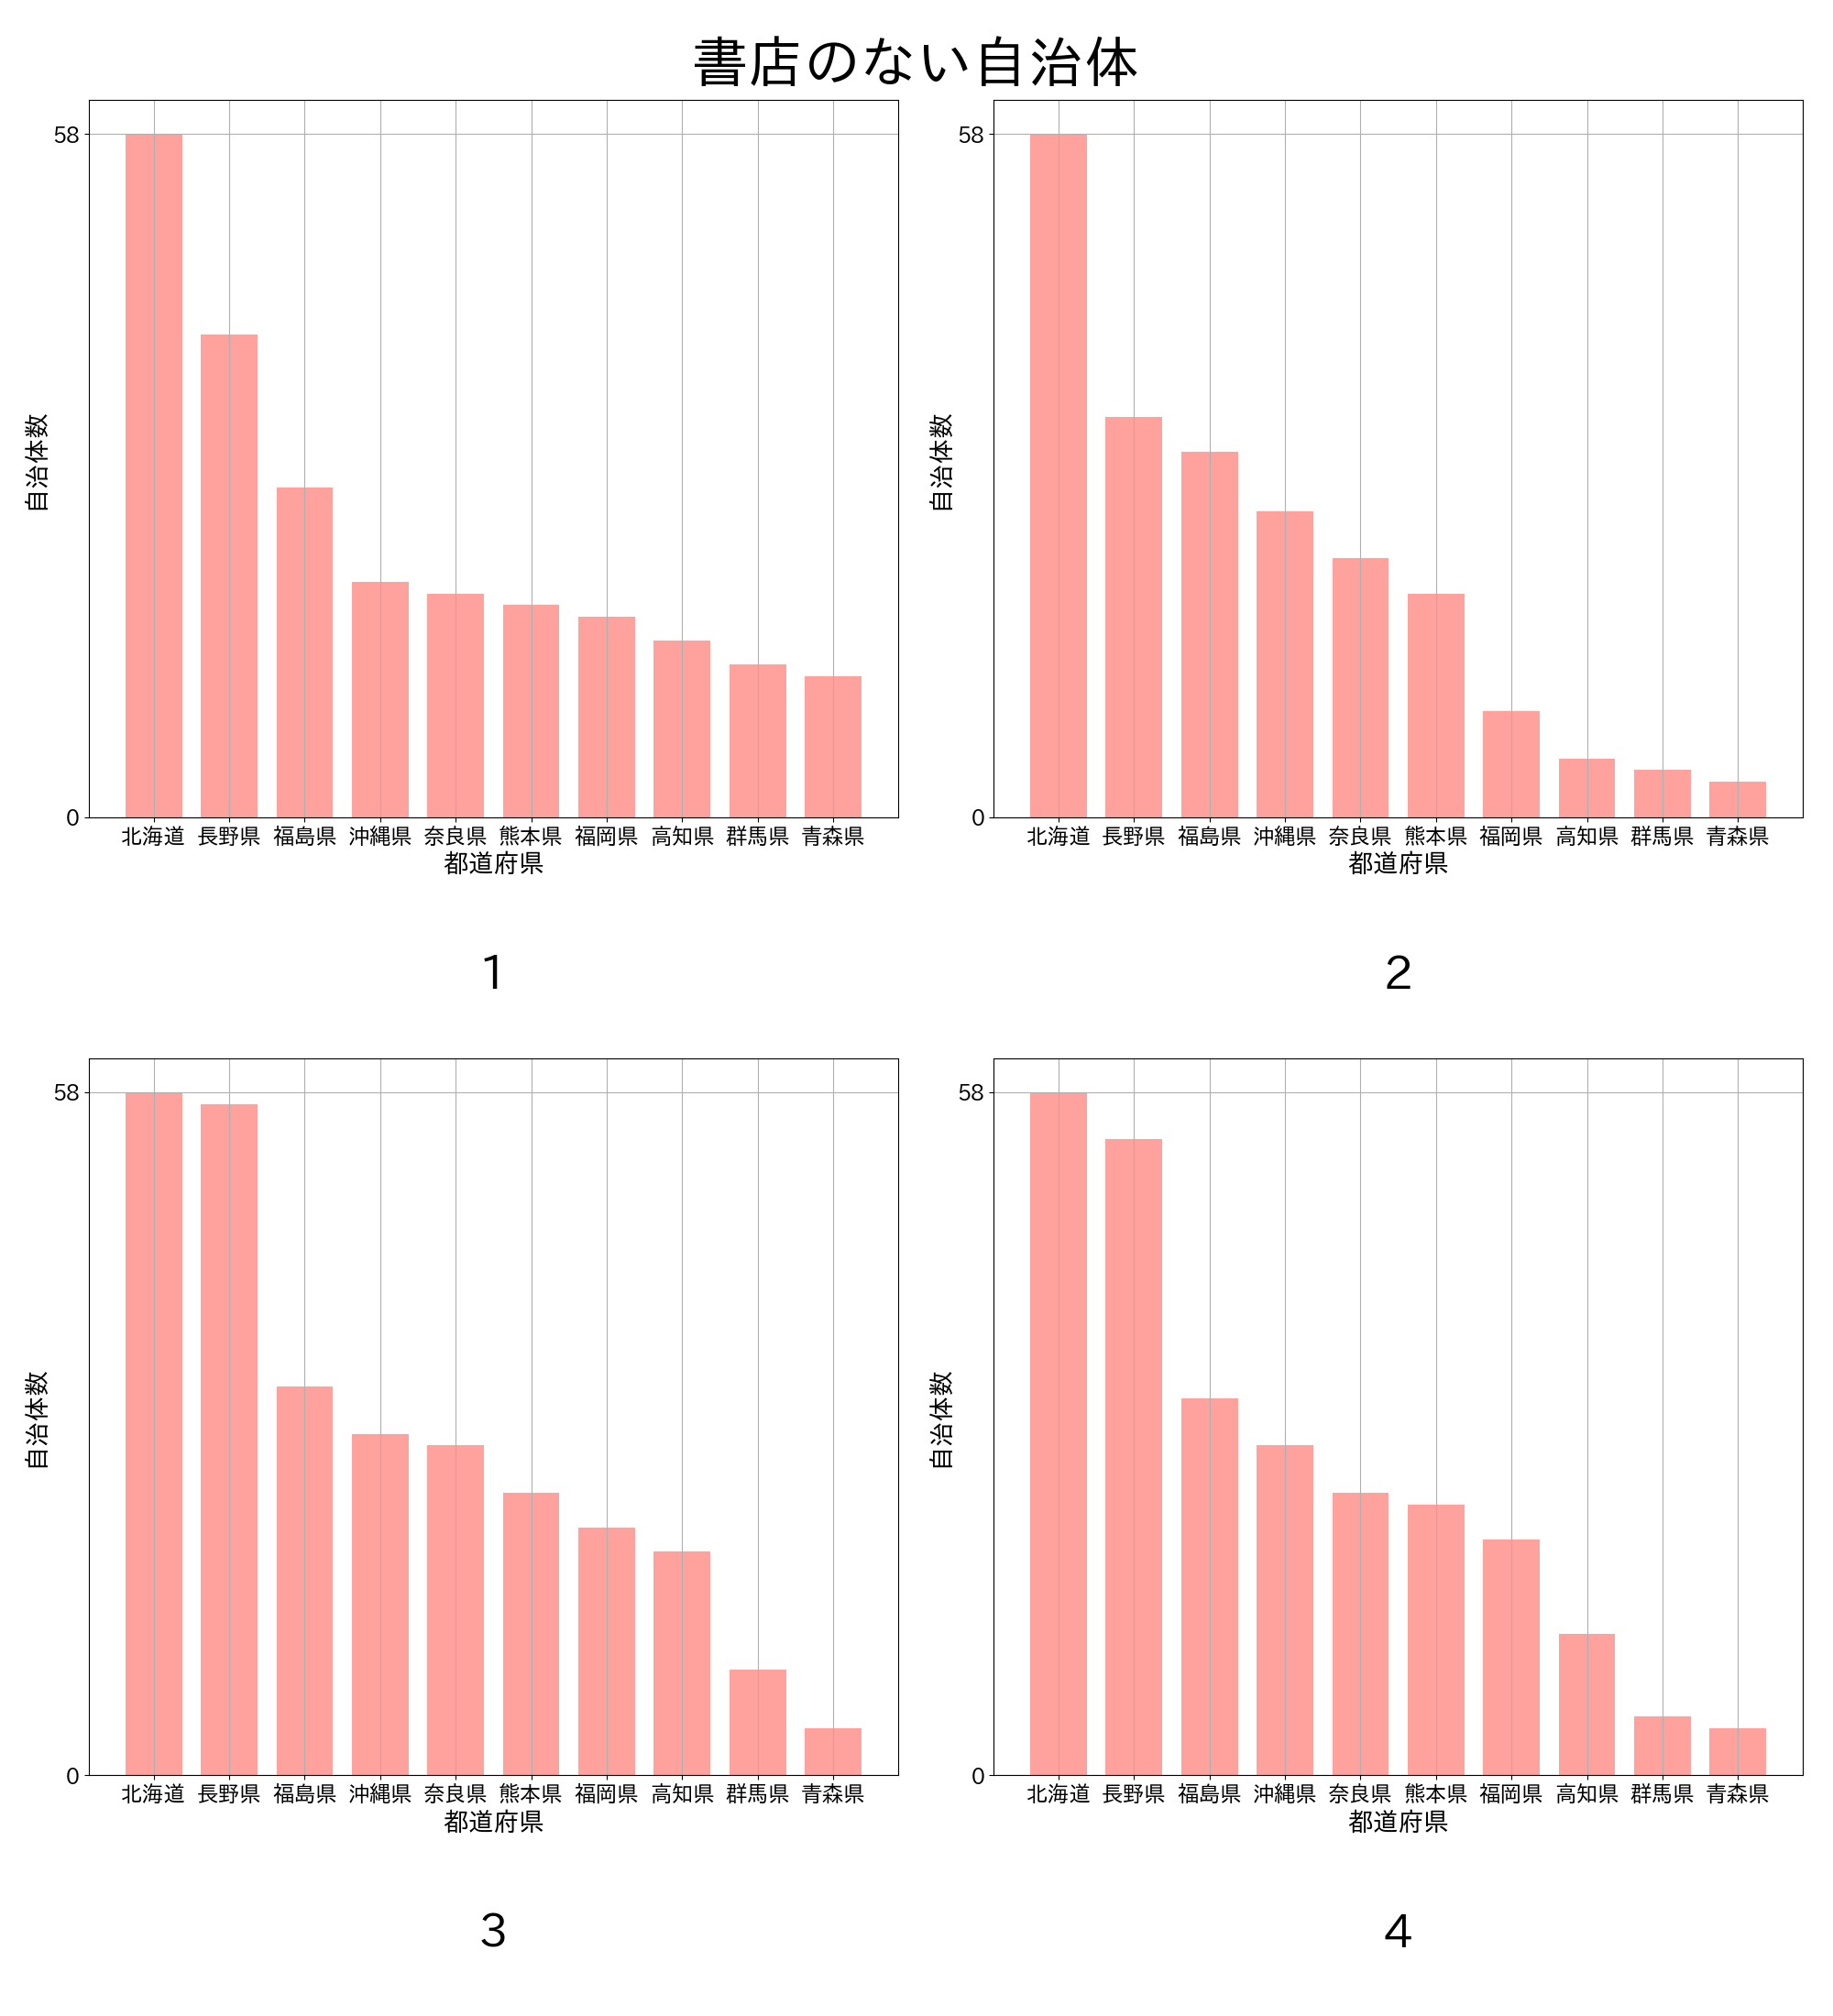 書店のない自治体
58
0
自治体数
北海道 長野県 福島県 沖縄県 奈良県 熊本県 福岡県 高知県 群馬県 青森県
都道府県
1
58
0
自治体数
北海道 長野県 福島県 沖縄県 奈良県 熊本県 福岡県 高知県 群馬県 青森県
都道府県
2
58
0
自治体数
北海道 長野県 福島県 沖縄県 奈良県 熊本県 福岡県 高知県 群馬県 青森県
都道府県
3
58
0
自治体数
北海道 長野県 福島県 沖縄県 奈良県 熊本県 福岡県 高知県 群馬県 青森県
都道府県
4